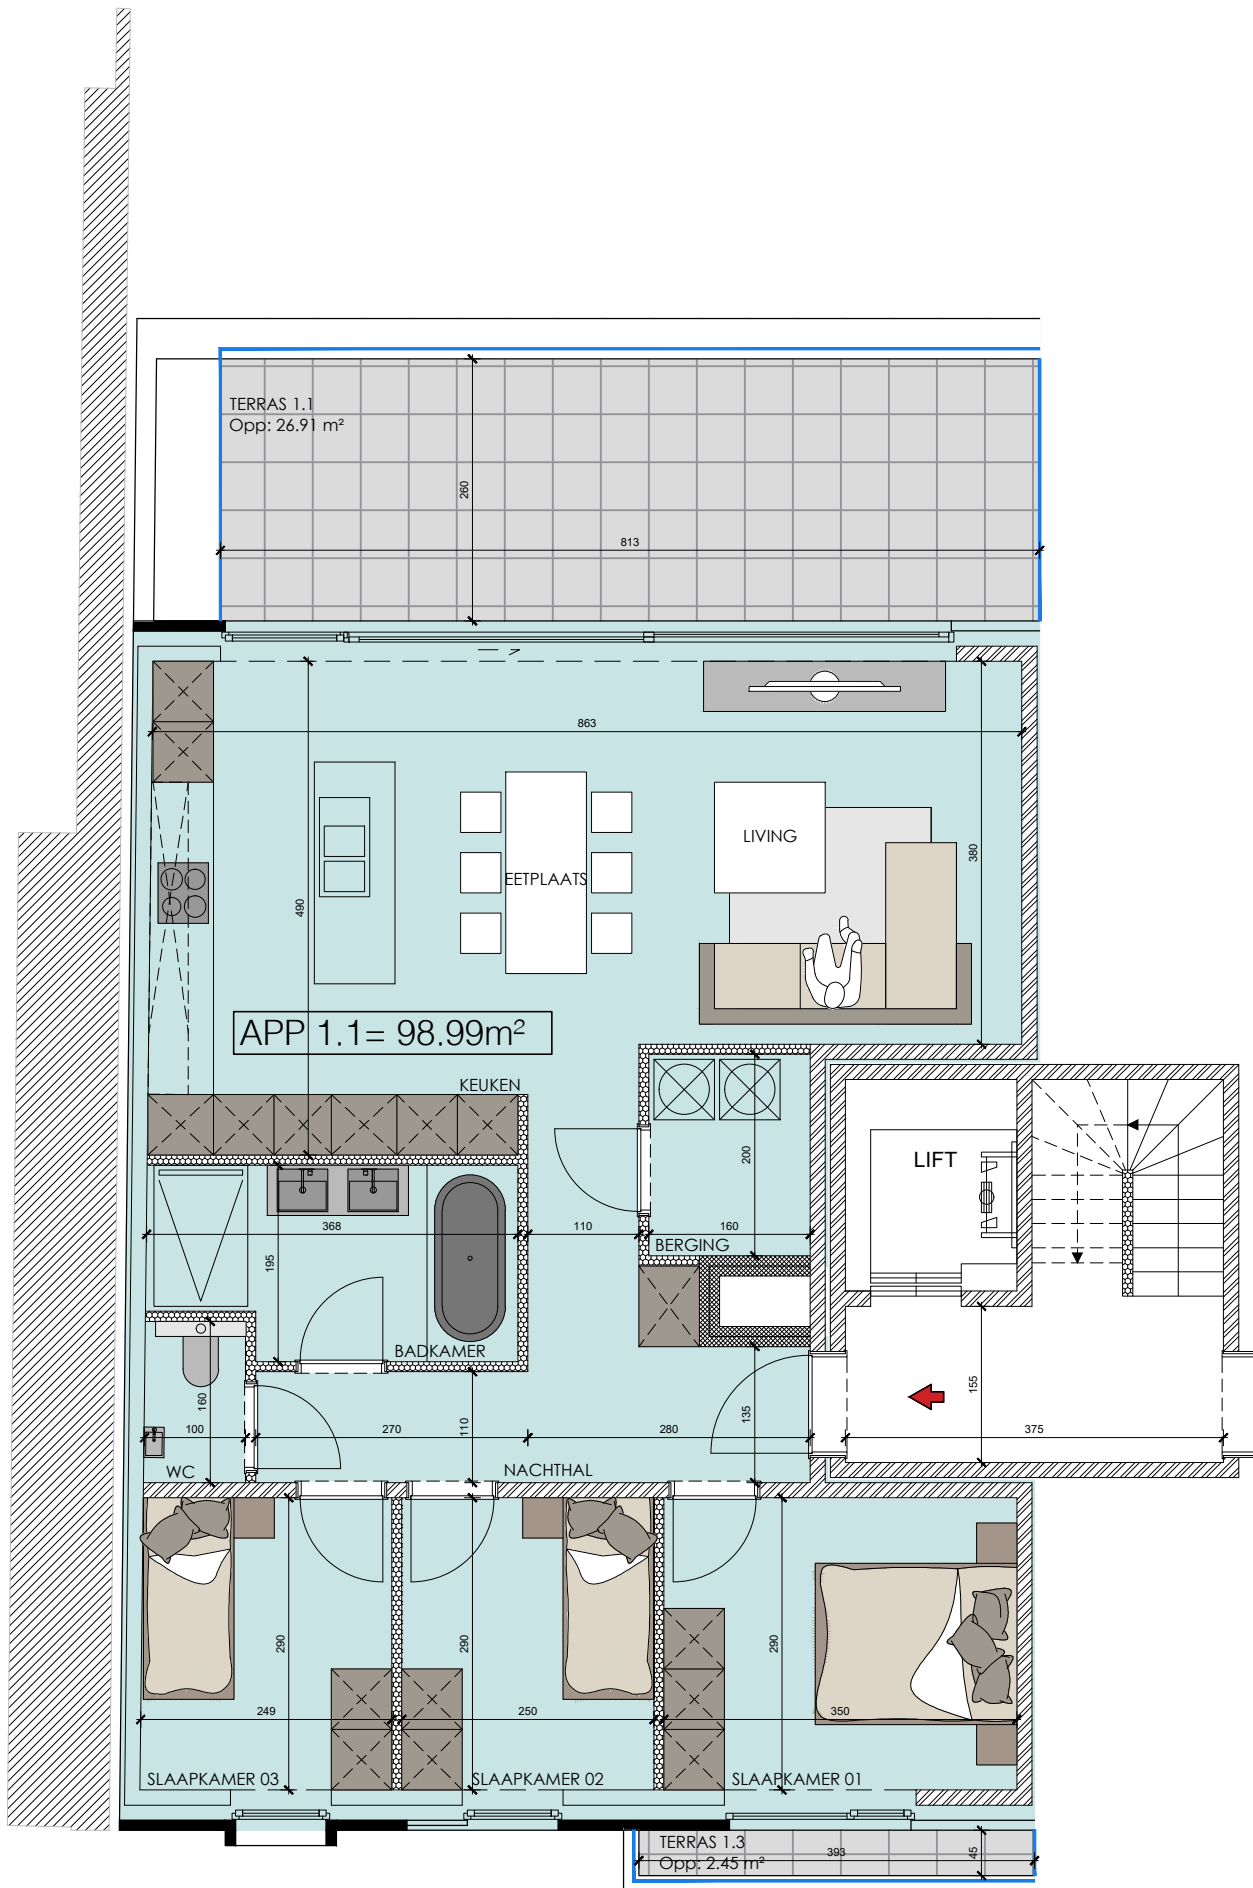 TERRAS 1.1
Opp: 26.91 m²
260
813
863
LIVING
380
EETPLAATS
490
APP 1.1= 98.99m²
KEUKEN
200
LIFT
368
110
160
BERGING
195
BADKAMER
160
155
135
100
270
110
280
375
WC
NACHTHAL
290
290
290
249
250
350
SLAAPKAMER 03
SLAAPKAMER 02
SLAAPKAMER 01
TERRAS 1.3
Opp: 2.45 m²
393
45